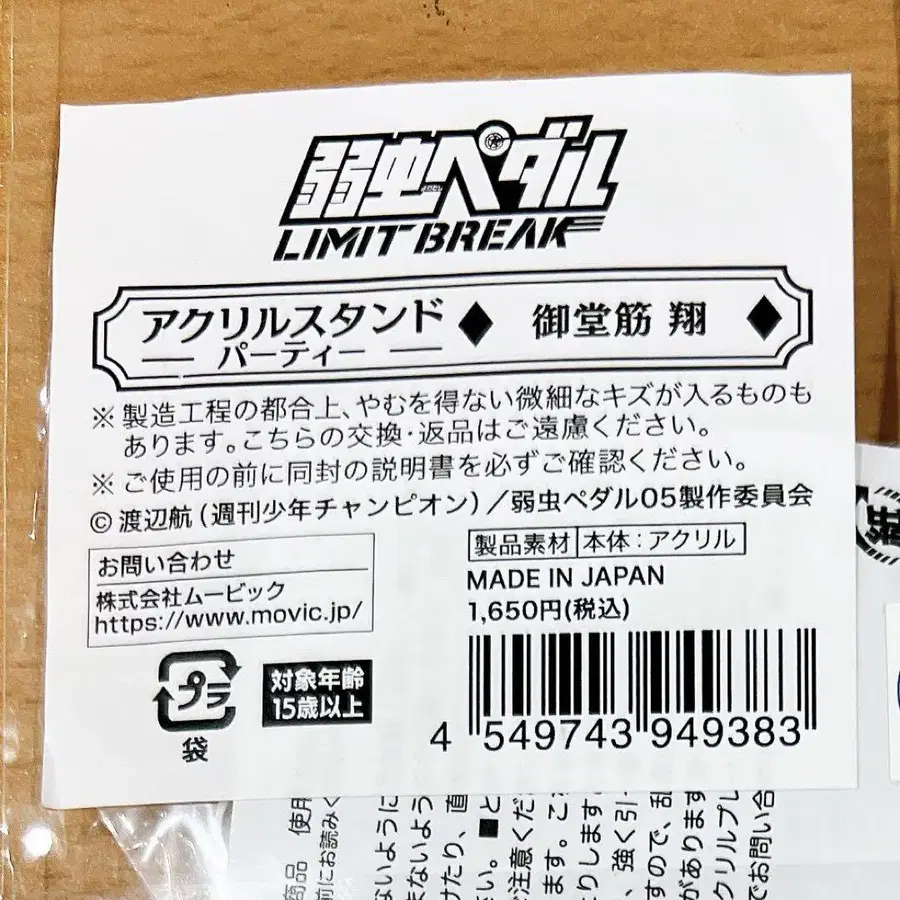 弱虫ペダル
LIMIT BREAK
アクリルスタンド
パーティー
御堂筋 翔
※ 製造工程の都合上、やむを得ない微細なキズが入るものも
あります。こちらの交換・返品はご遠慮ください。
※ ご使用の前に同封の説明書を必ずご確認ください。
© 渡辺航(週刊少年チャンピオン)/弱虫ペダル05製作委員会
お問い合わせ
株式会社ムービック
https://www.movic.jp/
製品素材 本体:アクリル
MADE IN JAPAN
1,650円(税込)
プラ
袋
対象年齢
15歳以上
4 549743 949383